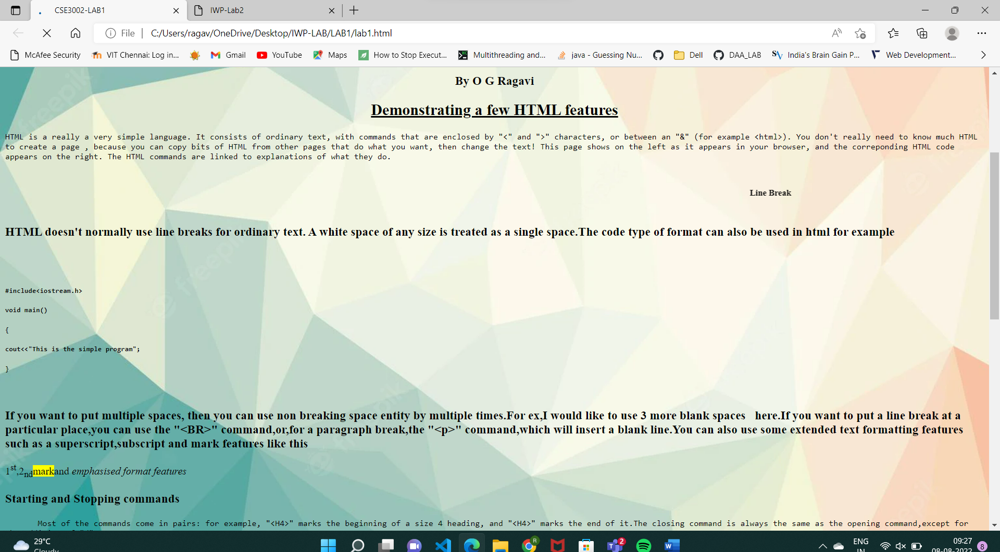 CSE3002-LAB1
IWP-Lab2
File
C:/Users/ragav/OneDrive/Desktop/IWP-LAB/LAB1/lab1.html
McAfee Security
VIT Chennai: Log in...
Gmail
YouTube
Maps
How to Stop Execut...
Multithreading and...
java - Guessing Nu...
Dell
DAA_LAB
India's Brain Gain P...
Web Development...
By O G Ragavi
Demonstrating a few HTML features
HTML is a really a very simple language. It consists of ordinary text, with commands that are enclosed by "<" and ">" characters, or between an "&" (for example <html>). You don't really need to know much HTML
to create a page , because you can copy bits of HTML from other pages that do what you want, then change the text! This page shows on the left as it appears in your browser, and the correponding HTML code
appears on the right. The HTML commands are linked to explanations of what they do.
Line Break
HTML doesn't normally use line breaks for ordinary text. A white space of any size is treated as a single space.The code type of format can also be used in html for example
#include<iostream.h>
void main()
{
cout<<"This is the simple program";
}
If you want to put multiple spaces, then you can use non breaking space entity by multiple times.For ex,I would like to use 3 more blank spaces   here.If you want to put a line break at a
particular place,you can use the "<BR>" command,or,for a paragraph break,the "<p>" command,which will insert a blank line.You can also use some extended text formatting features
such as a superscript,subscript and mark features like this
1st,2ndmarkand emphasised format features
Starting and Stopping commands
Most of the commands come in pairs: for example, "<H4>" marks the beginning of a size 4 heading, and "<H4>" marks the end of it.The closing command is always the same as the opening command,except for
29°C
Cloudy
ENG
IN
09:27
08-08-2022
8
2
R
freepik
freepik
freepik